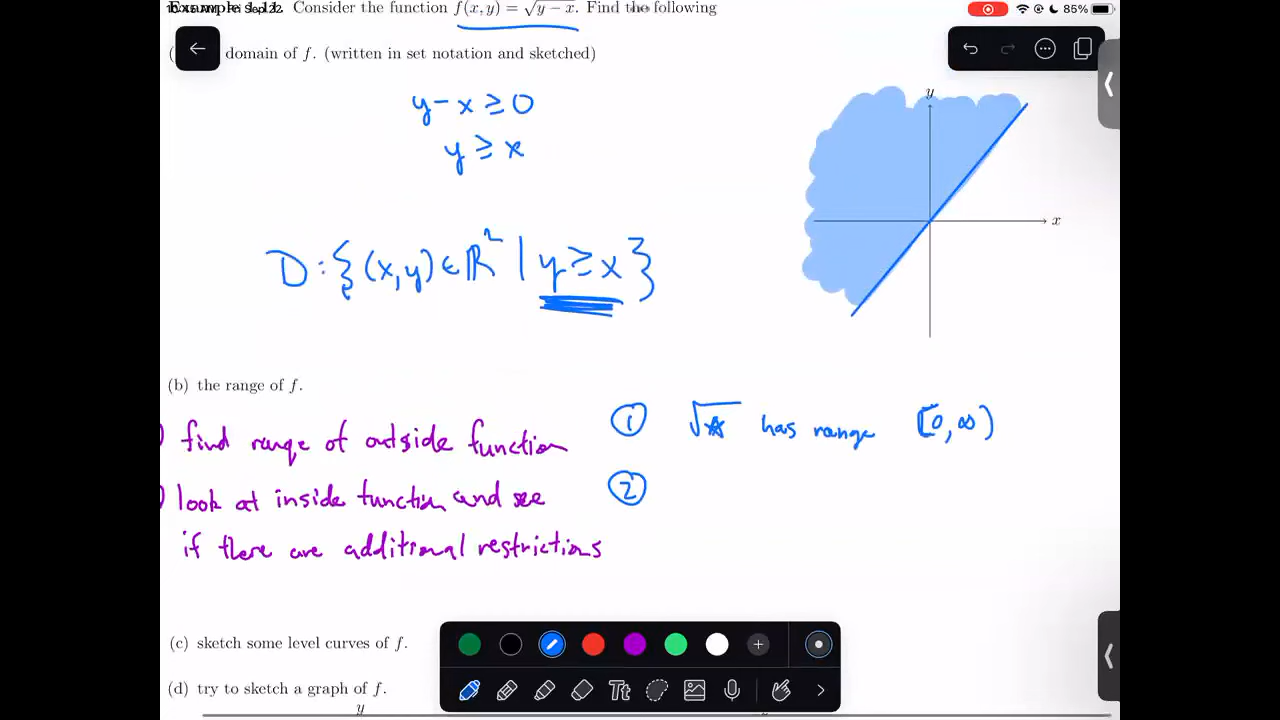 Consider the function f(x, y) = √y − x. Find the following
85%
domain of f. (written in set notation and sketched)
y - x ≥ 0
y ≥ x
y
x
D: {(x,y) ∈ ℝ² | y ≥ x}
(b) the range of f.
) find range of outside function
① √☆ has range [0, ∞)
) look at inside function and see
②
if there are additional restrictions
(c) sketch some level curves of f.
(d) try to sketch a graph of f.
Tt
y